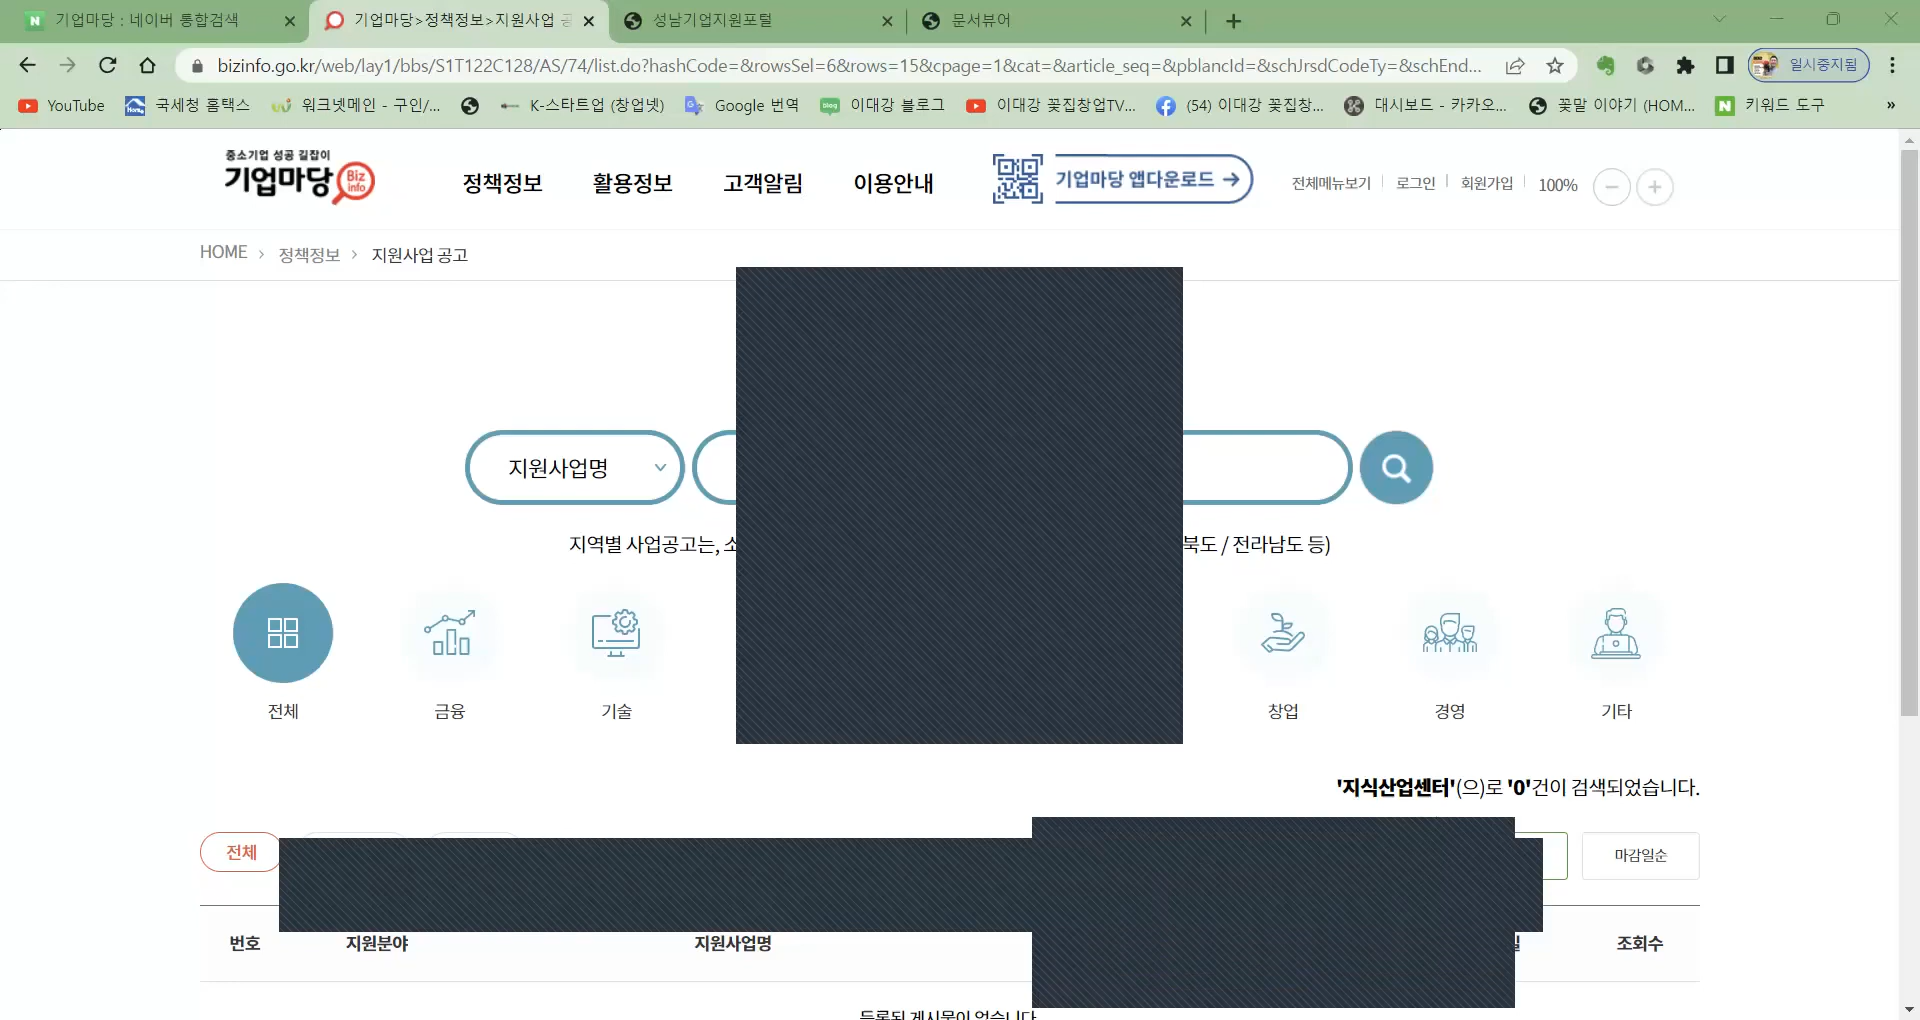 기업마당 : 네이버 통합검색
기업마당>정책정보>지원사업 공
성남기업지원포털
문서뷰어
bizinfo.go.kr/web/lay1/bbs/S1T122C128/AS/74/list.do?hashCode=&rowsSel=6&rows=15&cpage=1&cat=&article_seq=&pblancId=&schJrsdCodeTy=&schEnd...
일시중지됨
YouTube 국세청 홈택스 워크넷메인 - 구인/... K-스타트업 (창업넷) Google 번역 이대강 블로그 이대강 꽃집창업TV... (54) 이대강 꽃집창... 대시보드 - 카카오... 꽃말 이야기 (HOM... 키워드 도구 »
중소기업 성공 길잡이
기업마당 Biz info
정책정보 활용정보 고객알림 이용안내
기업마당 앱다운로드
전체메뉴보기 로그인 회원가입 100%
HOME > 정책정보 > 지원사업 공고
지원사업명
지역별 사업공고는,
북도 / 전라남도 등)
전체 금융 기술 창업 경영 기타
'지식산업센터'(으)로 '0'건이 검색되었습니다.
전체
마감일순
번호 지원분야 지원사업명 조회수
등록된 게시물이 없습니다